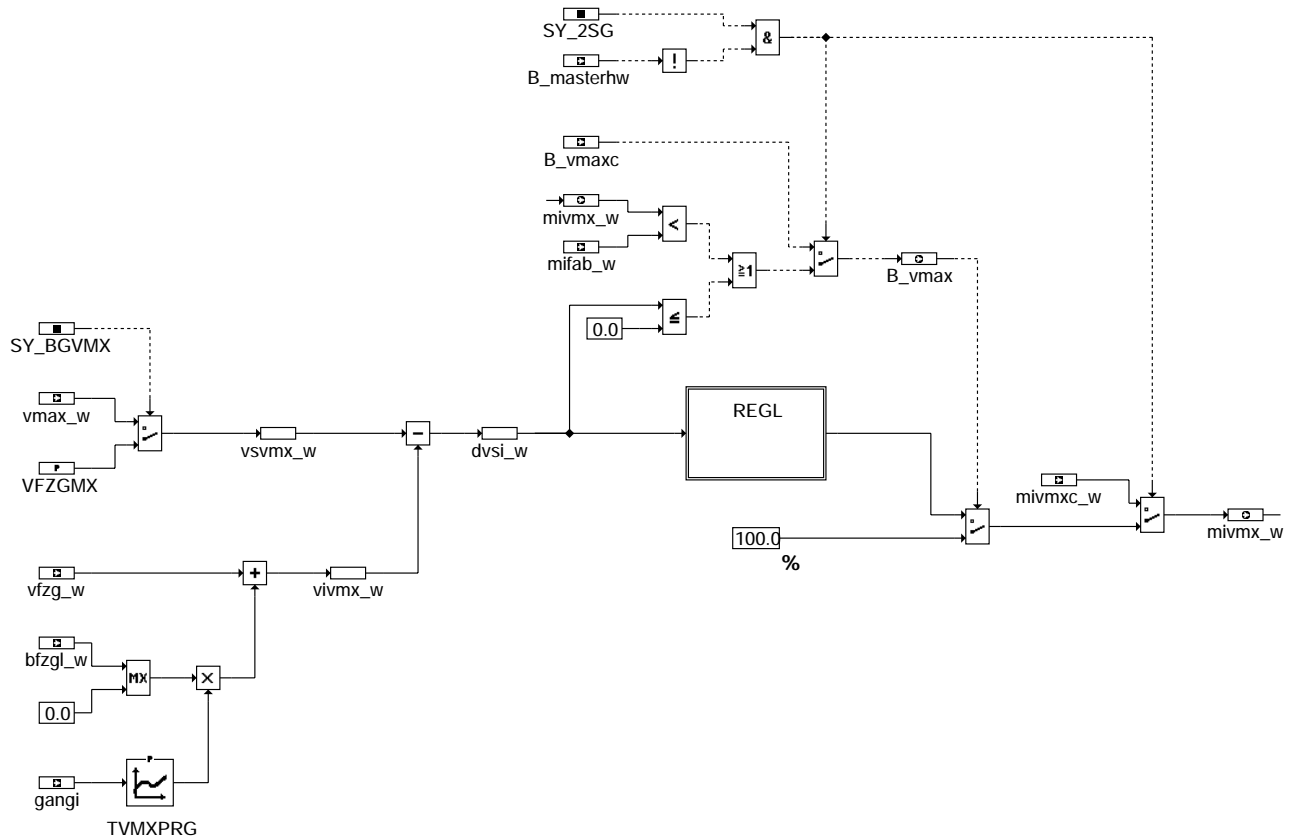 SY_2SG
&
B_masterhw
!
B_vmaxc
mivmx_w
<
mifab_w
≧1
B_vmax
≦
0.0
SY_BGVMX
vmax_w
REGL
vsvmx_w
−
dvsi_w
P
VFZGMX
mivmxc_w
mivmx_w
100.0
%
vfzg_w
+
vivmx_w
bfzgl_w
MX
X
0.0
P
gangi
TVMXPRG